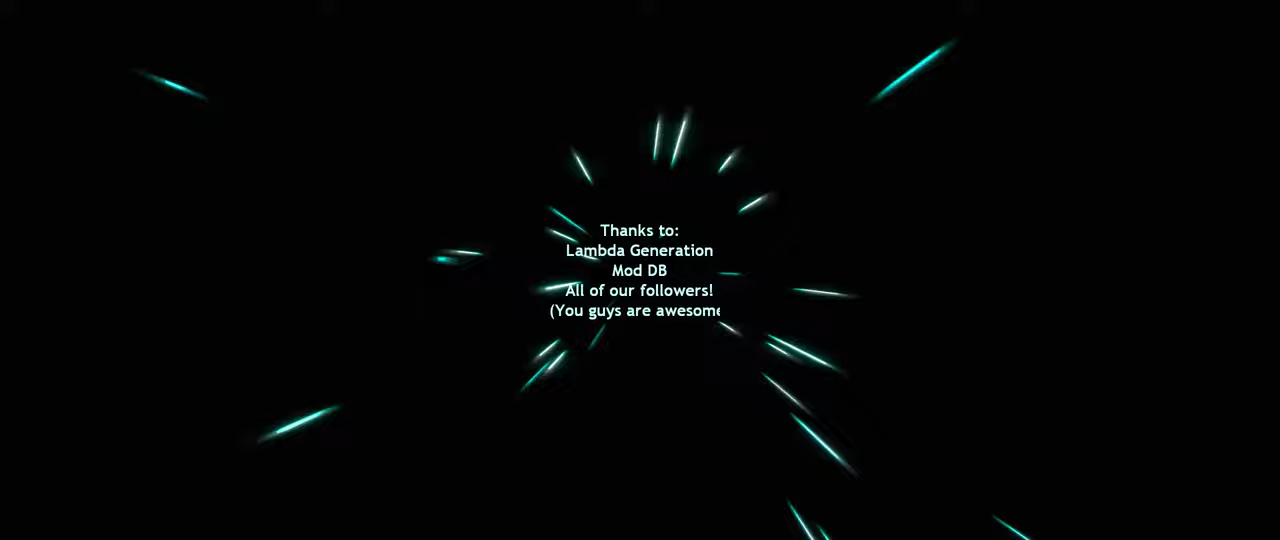 Thanks to:
Lambda Generation
Mod DB
All of our followers!
(You guys are awesome